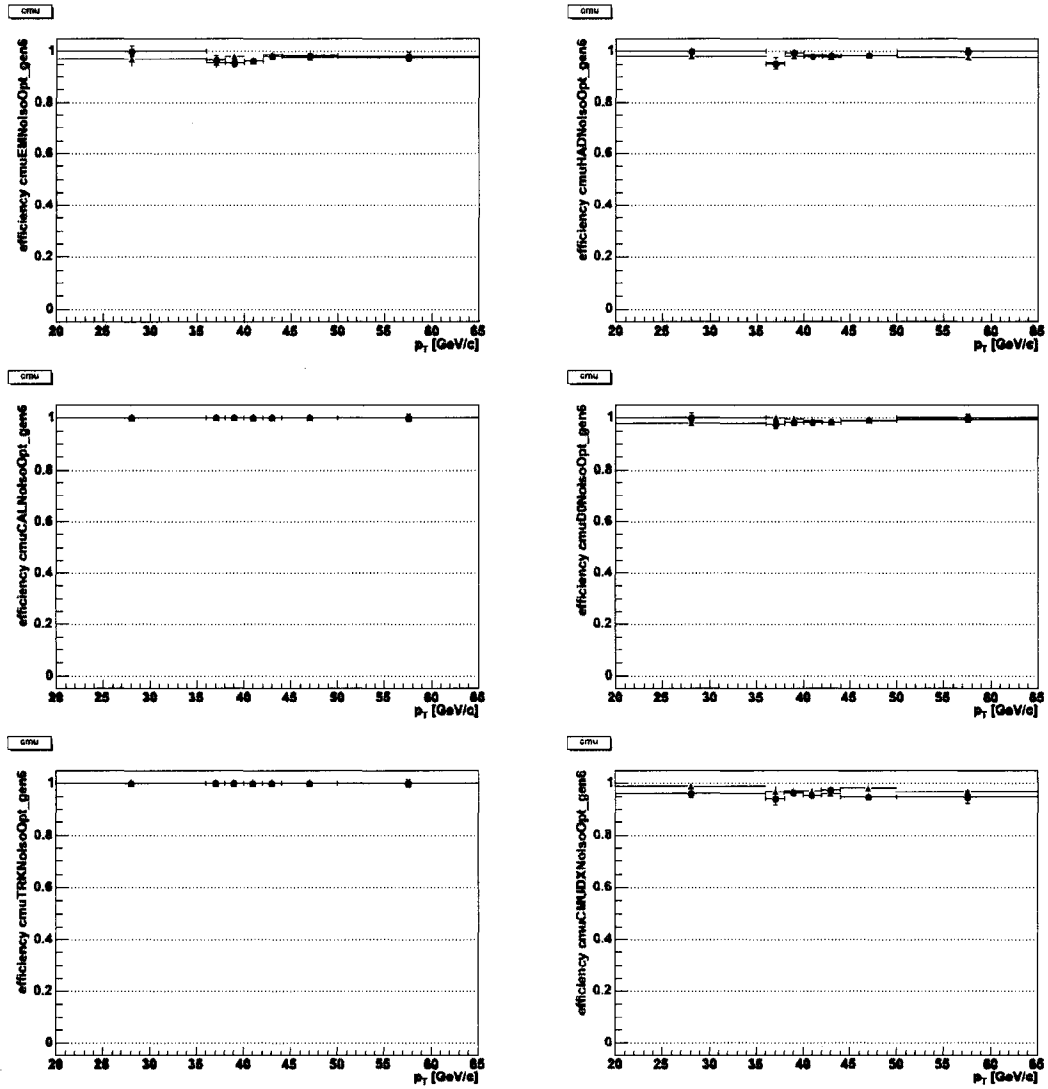 cmu
efficiency cmuEMNoIsoOpt_gen6
1
0.8
0.6
0.4
0.2
0
20 25 30 35 40 45 50 55 60 65
p_T [GeV/c]
cmu
efficiency cmuHADNoIsoOpt_gen6
1
0.8
0.6
0.4
0.2
0
20 25 30 35 40 45 50 55 60 65
p_T [GeV/c]
cmu
efficiency cmuCALNoIsoOpt_gen6
1
0.8
0.6
0.4
0.2
0
20 25 30 35 40 45 50 55 60 65
p_T [GeV/c]
cmu
efficiency cmuD0NoIsoOpt_gen6
1
0.8
0.6
0.4
0.2
0
20 25 30 35 40 45 50 55 60 65
p_T [GeV/c]
cmu
efficiency cmuTRKNoIsoOpt_gen6
1
0.8
0.6
0.4
0.2
0
20 25 30 35 40 45 50 55 60 65
p_T [GeV/c]
cmu
efficiency cmuCMUDXNoIsoOpt_gen6
1
0.8
0.6
0.4
0.2
0
20 25 30 35 40 45 50 55 60 65
p_T [GeV/c]